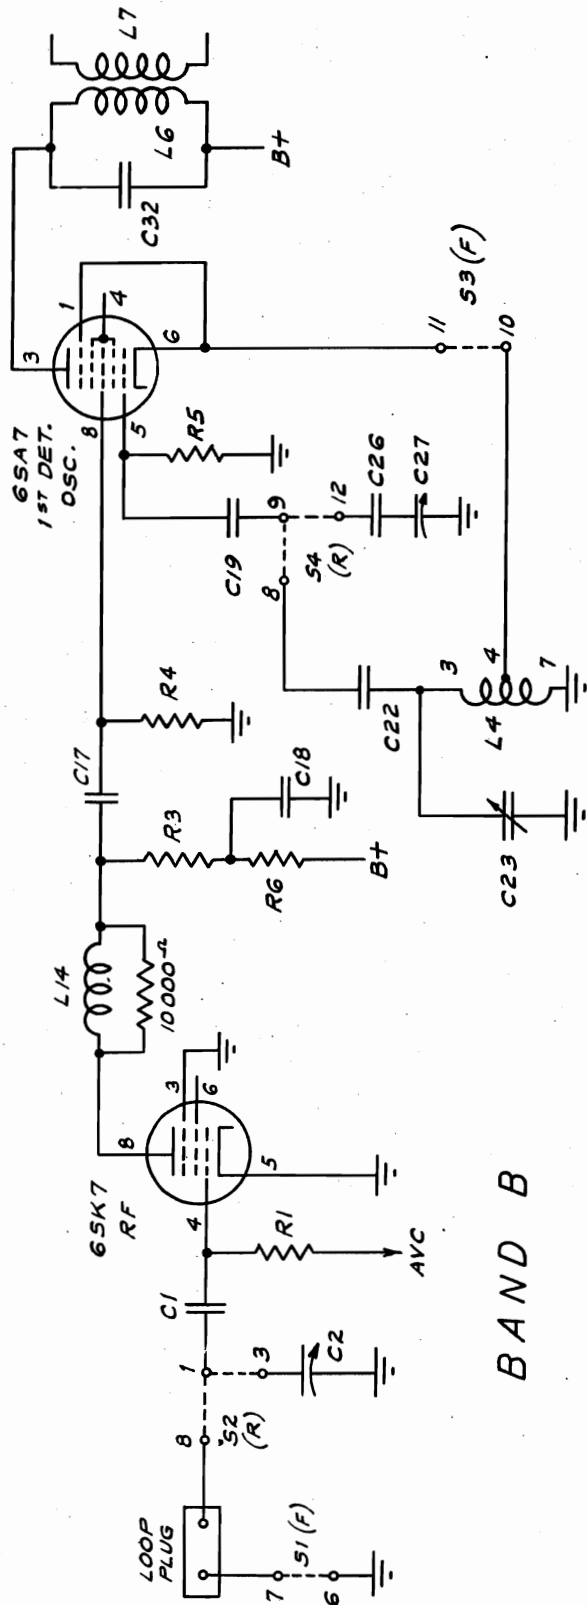 LOOP
PLUG
7
S1 (F)
6
8
S2
(R)
1
3
C2
C1
R1
AVC
6SK7
RF
4
8
3
6
5
L14
10000Ω
R3
R6
B+
C18
C17
R4
6SA7
1ST DET.
OSC.
3
1
4
8
5
6
R5
C19
9
8
S4
(R)
12
C26
C27
C22
3
4
7
L4
C23
11
S3 (F)
10
C32
L6
L7
B+
BAND B